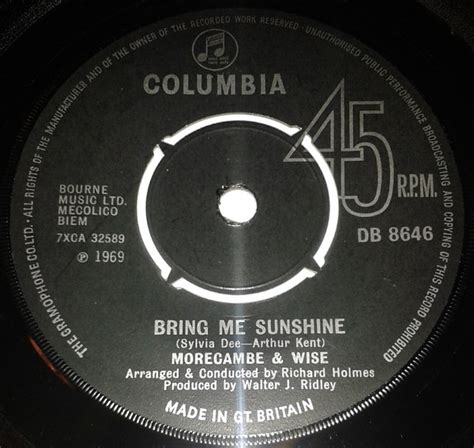 THE GRAMOPHONE CO. LTD. · ALL RIGHTS OF THE MANUFACTURER AND OF THE OWNER OF THE RECORDED WORK RESERVED · UNAUTHORISED PUBLIC PERFORMANCE BROADCASTING AND COPYING OF THIS RECORD PROHIBITED
COLUMBIA
45
R.P.M.
BOURNE
MUSIC LTD.
MECOLICO
BIEM
7XCA 32589
℗ 1969
DB 8646
BRING ME SUNSHINE
(Sylvia Dee—Arthur Kent)
MORECAMBE & WISE
Arranged & Conducted by Richard Holmes
Produced by Walter J. Ridley
MADE IN GT. BRITAIN